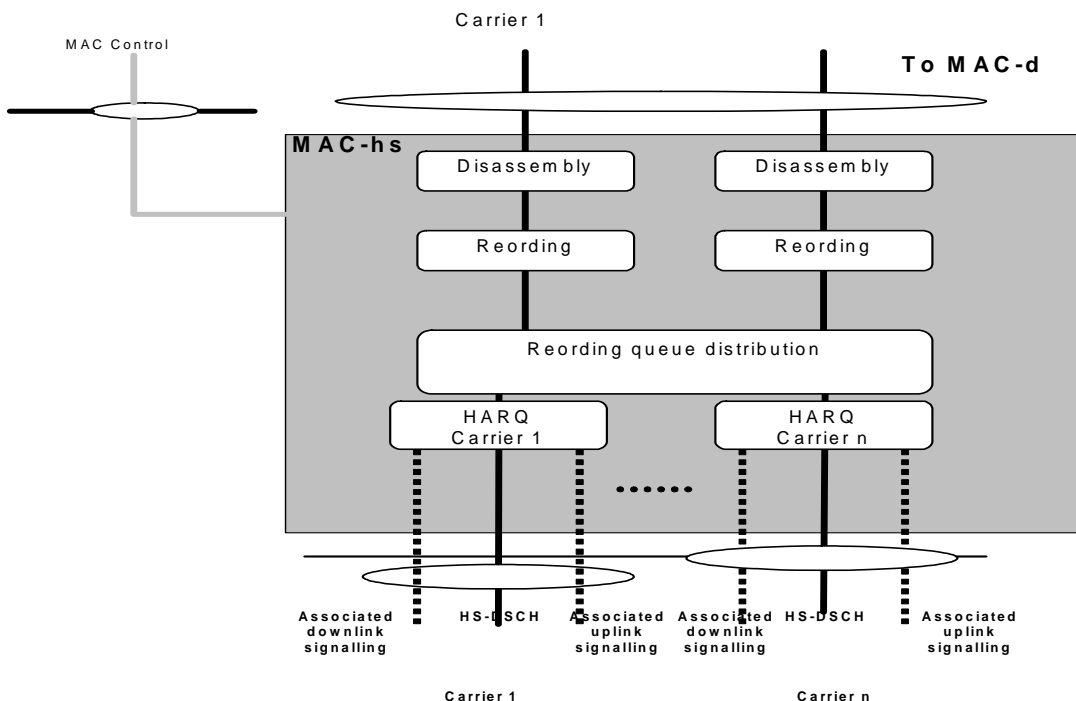 Carrier 1
MAC Control
To MAC-d
MAC-hs
Disassembly
Disassembly
Reording
Reording
Reording queue distribution
HARQ
Carrier 1
HARQ
Carrier n
Associated
downlink
signalling
HS-DSCH
Associated
uplink
signalling
Associated
downlink
signalling
HS-DSCH
Associated
uplink
signalling
Carrier 1
Carrier n